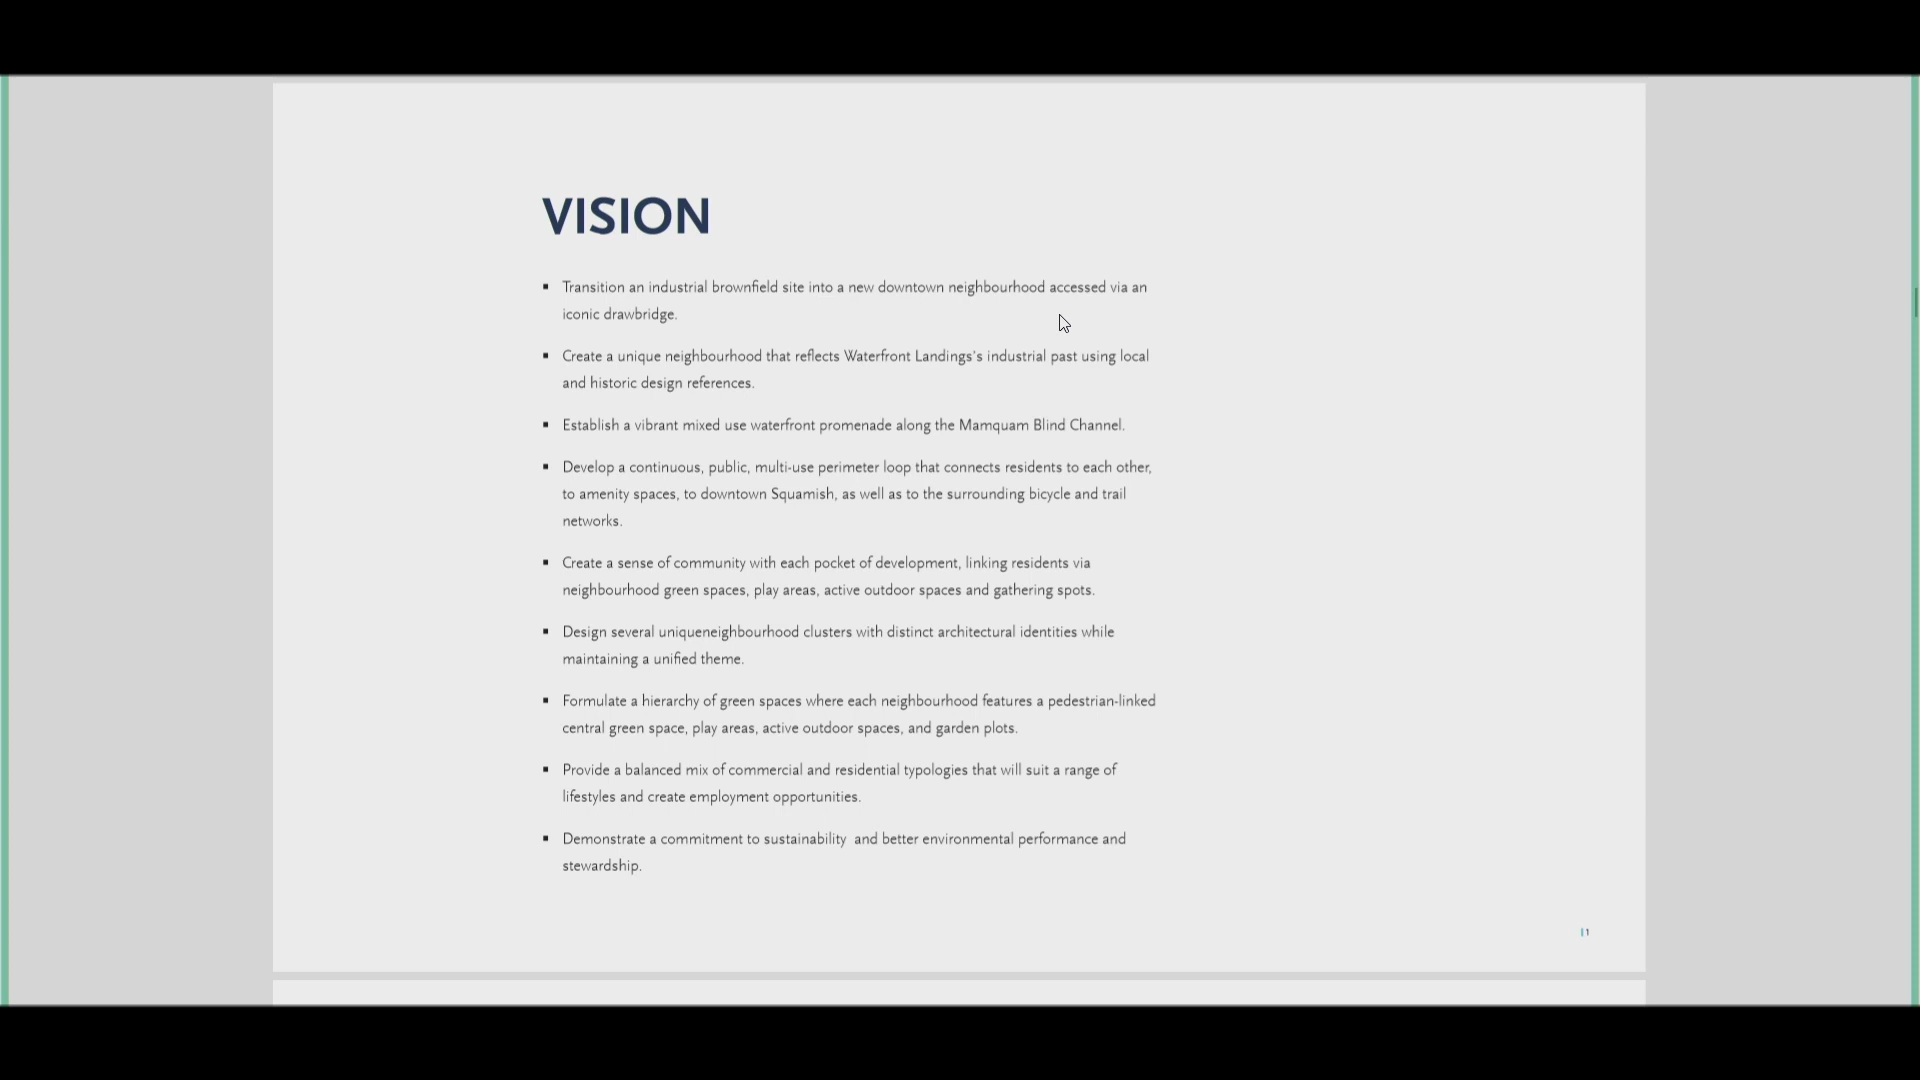 VISION
▪ Transition an industrial brownfield site into a new downtown neighbourhood accessed via an
iconic drawbridge.
▪ Create a unique neighbourhood that reflects Waterfront Landings's industrial past using local
and historic design references.
▪ Establish a vibrant mixed use waterfront promenade along the Mamquam Blind Channel.
▪ Develop a continuous, public, multi-use perimeter loop that connects residents to each other,
to amenity spaces, to downtown Squamish, as well as to the surrounding bicycle and trail
networks.
▪ Create a sense of community with each pocket of development, linking residents via
neighbourhood green spaces, play areas, active outdoor spaces and gathering spots.
▪ Design several uniqueneighbourhood clusters with distinct architectural identities while
maintaining a unified theme.
▪ Formulate a hierarchy of green spaces where each neighbourhood features a pedestrian-linked
central green space, play areas, active outdoor spaces, and garden plots.
▪ Provide a balanced mix of commercial and residential typologies that will suit a range of
lifestyles and create employment opportunities.
▪ Demonstrate a commitment to sustainability  and better environmental performance and
stewardship.
| 1